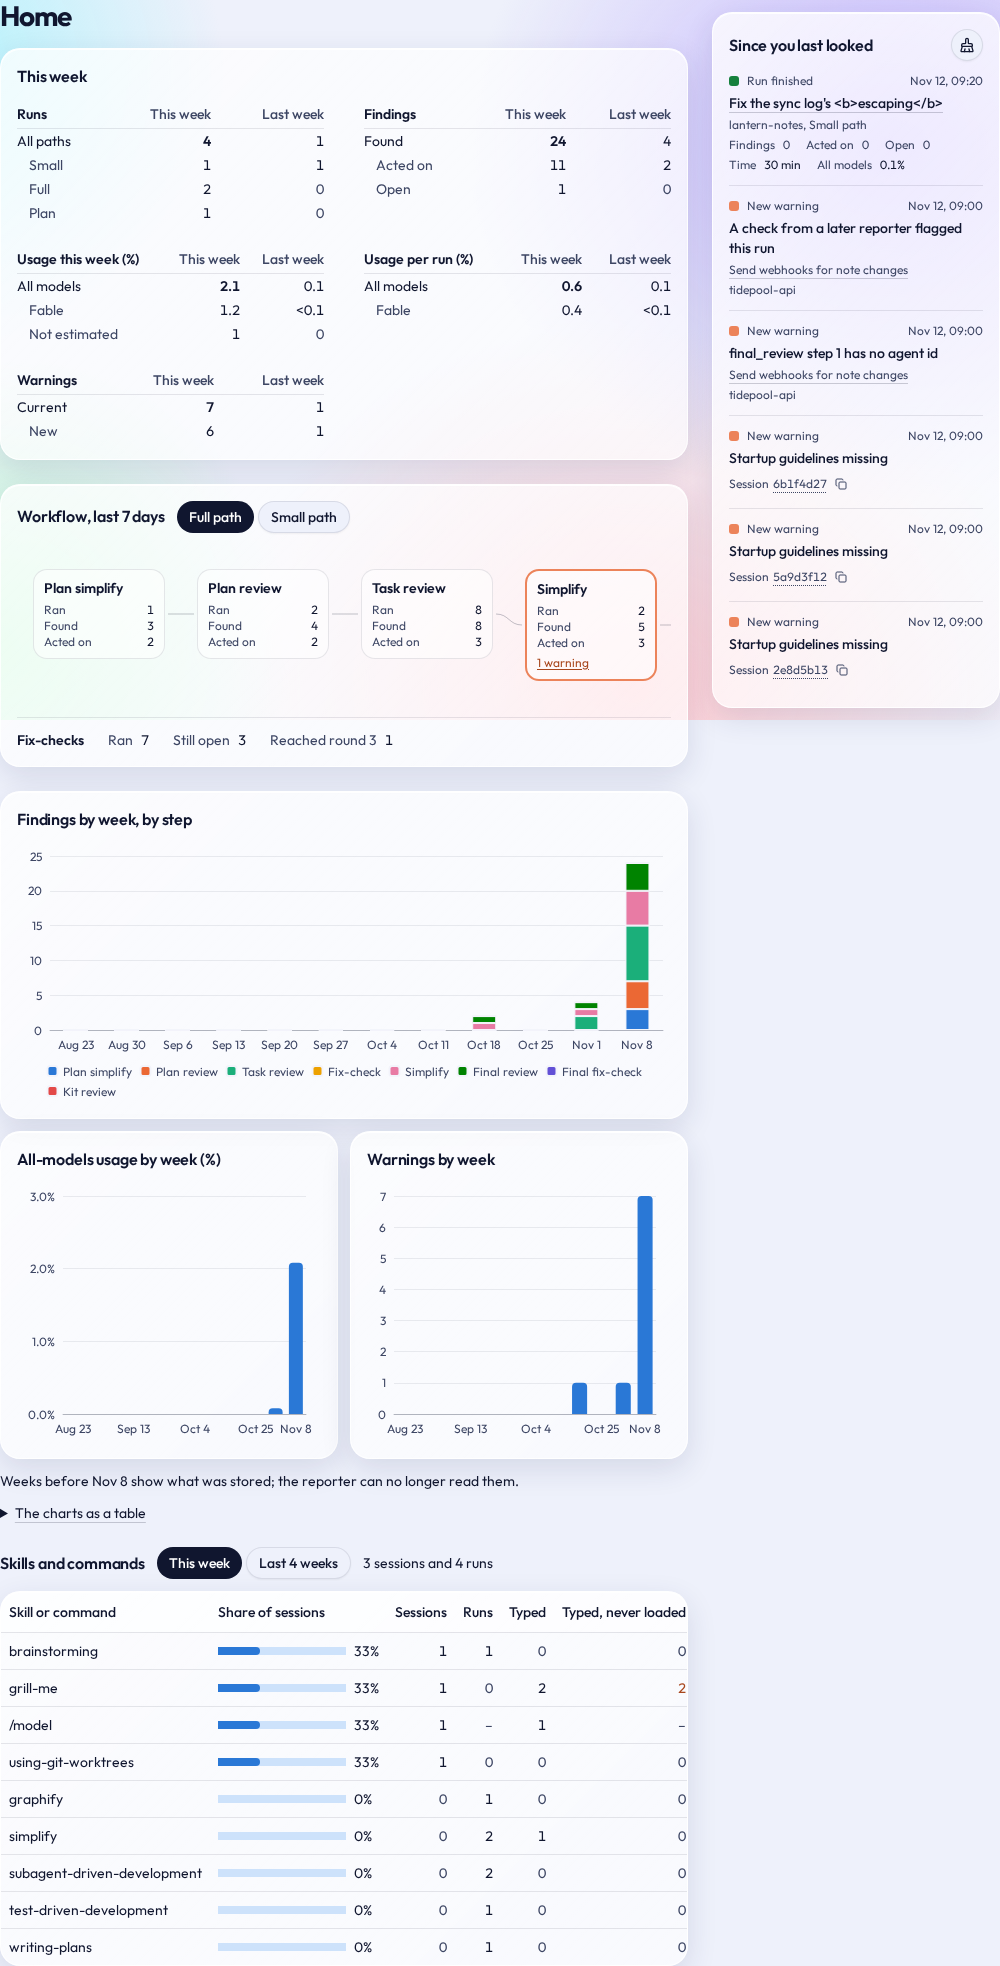 Home
This week
Runs This week Last week
All paths 4 1
Small 1 1
Full 2 0
Plan 1 0
Findings This week Last week
Found 24 4
Acted on 11 2
Open 1 0
Usage this week (%) This week Last week
All models 2.1 0.1
Fable 1.2 <0.1
Not estimated 1 0
Usage per run (%) This week Last week
All models 0.6 0.1
Fable 0.4 <0.1
Warnings This week Last week
Current 7 1
New 6 1
Workflow, last 7 days Full path Small path
Plan simplify
Ran 1
Found 3
Acted on 2
Plan review
Ran 2
Found 4
Acted on 2
Task review
Ran 8
Found 8
Acted on 3
Simplify
Ran 2
Found 5
Acted on 3
1 warning
Fix-checks Ran 7 Still open 3 Reached round 3 1
Findings by week, by step
25
20
15
10
5
0
Aug 23 Aug 30 Sep 6 Sep 13 Sep 20 Sep 27 Oct 4 Oct 11 Oct 18 Oct 25 Nov 1 Nov 8
Plan simplify Plan review Task review Fix-check Simplify Final review Final fix-check
Kit review
All-models usage by week (%)
3.0%
2.0%
1.0%
0.0%
Aug 23 Sep 13 Oct 4 Oct 25 Nov 8
Warnings by week
7
6
5
4
3
2
1
0
Aug 23 Sep 13 Oct 4 Oct 25 Nov 8
Weeks before Nov 8 show what was stored; the reporter can no longer read them.
The charts as a table
Skills and commands This week Last 4 weeks 3 sessions and 4 runs
Skill or command Share of sessions Sessions Runs Typed Typed, never loaded
brainstorming 33% 1 1 0 0
grill-me 33% 1 0 2 2
/model 33% 1 – 1 –
using-git-worktrees 33% 1 0 0 0
graphify 0% 0 1 0 0
simplify 0% 0 2 1 0
subagent-driven-development 0% 0 2 0 0
test-driven-development 0% 0 1 0 0
writing-plans 0% 0 1 0 0
Since you last looked
Run finished Nov 12, 09:20
Fix the sync log's <b>escaping</b>
lantern-notes, Small path
Findings 0 Acted on 0 Open 0
Time 30 min All models 0.1%
New warning Nov 12, 09:00
A check from a later reporter flagged
this run
Send webhooks for note changes
tidepool-api
New warning Nov 12, 09:00
final_review step 1 has no agent id
Send webhooks for note changes
tidepool-api
New warning Nov 12, 09:00
Startup guidelines missing
Session 6b1f4d27
New warning Nov 12, 09:00
Startup guidelines missing
Session 5a9d3f12
New warning Nov 12, 09:00
Startup guidelines missing
Session 2e8d5b13